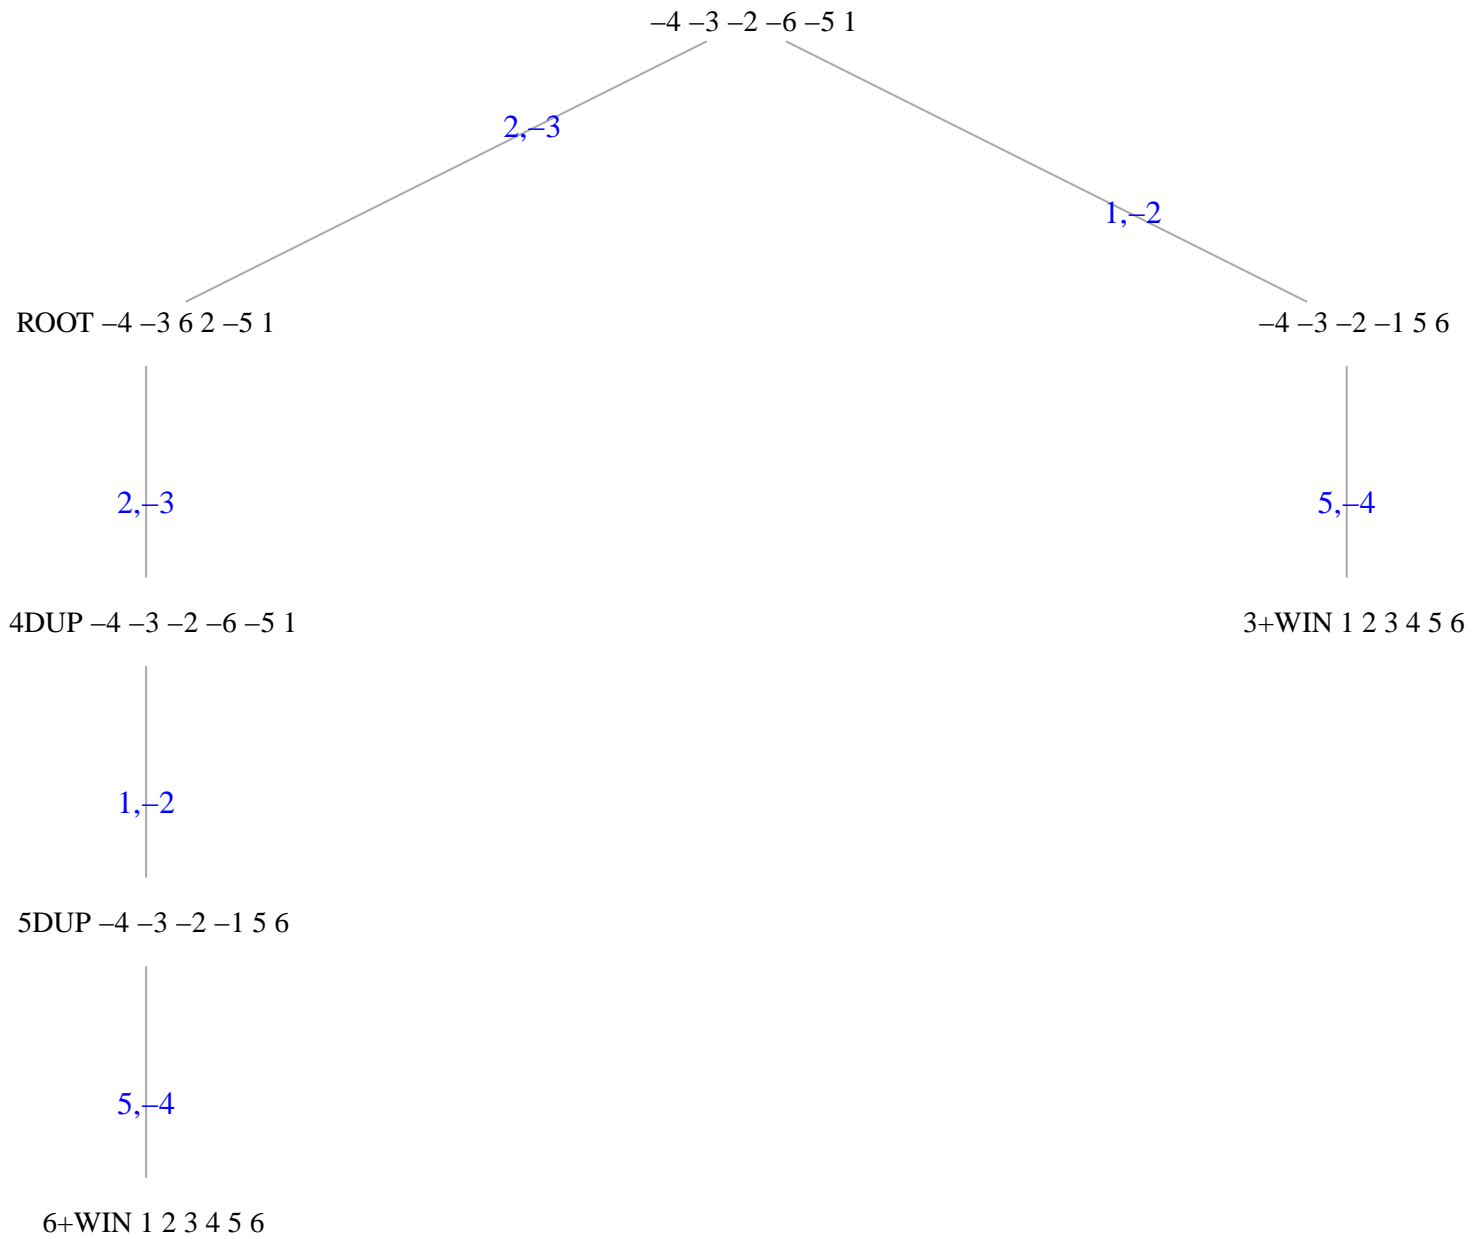 –4 –3 –2 –6 –5 1
2,–3
1,–2
ROOT –4 –3 6 2 –5 1
–4 –3 –2 –1 5 6
2,–3
5,–4
4DUP –4 –3 –2 –6 –5 1
3+WIN 1 2 3 4 5 6
1,–2
5DUP –4 –3 –2 –1 5 6
5,–4
6+WIN 1 2 3 4 5 6